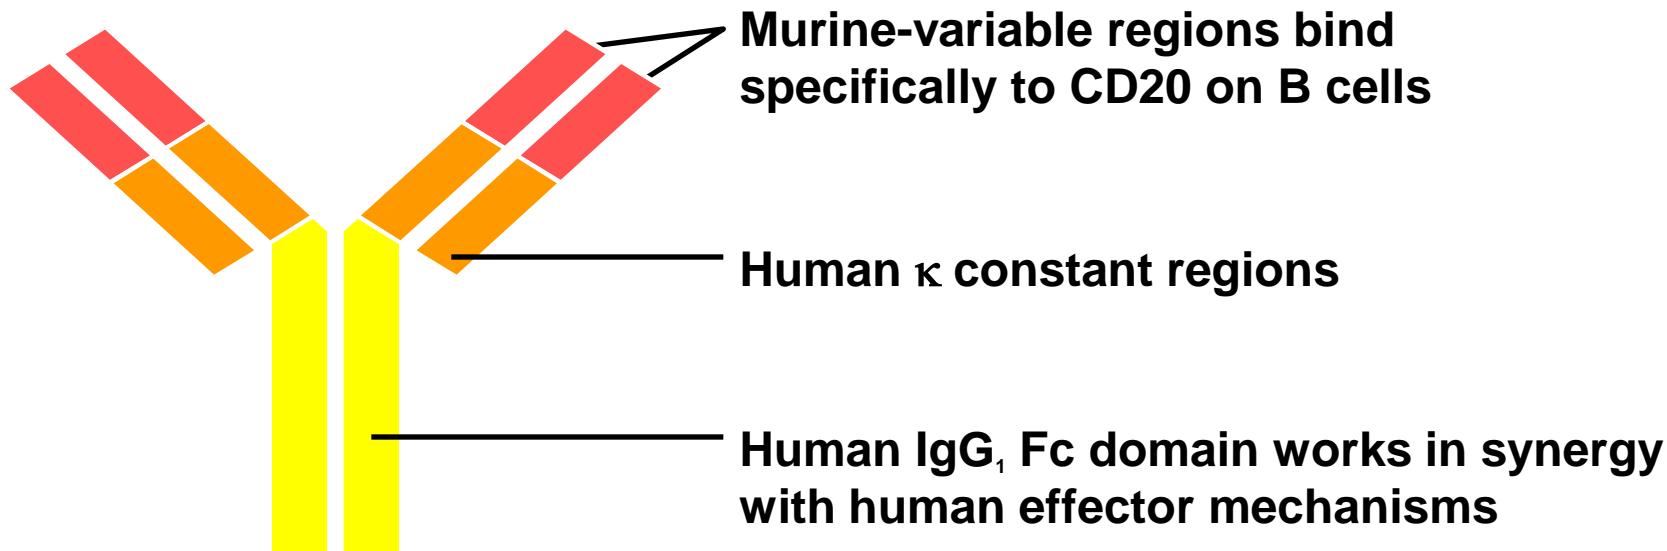 Murine-variable regions bind
specifically to CD20 on B cells
Human κ constant regions
Human IgG₁ Fc domain works in synergy
with human effector mechanisms